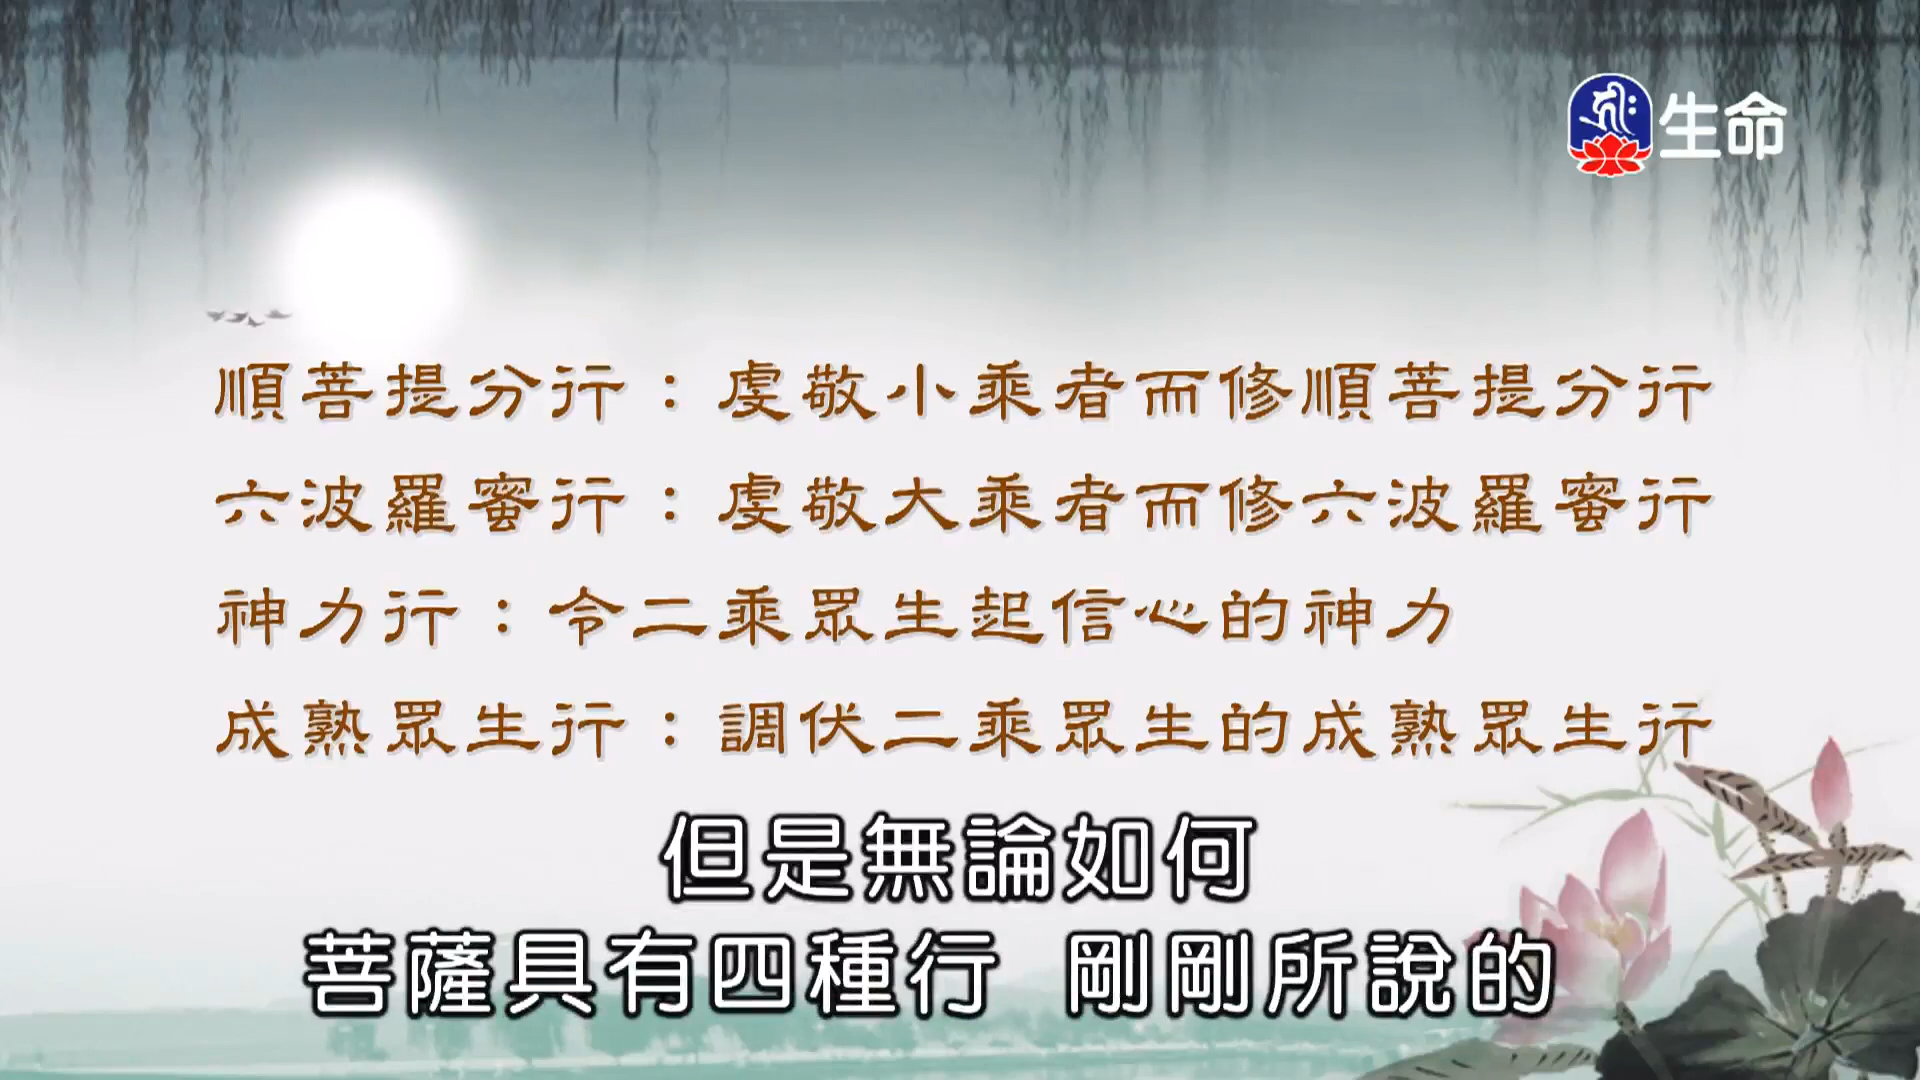 生命
順菩提分行：虔敬小乘者而修順菩提分行
六波羅蜜行：虔敬大乘者而修六波羅蜜行
神力行：令二乘眾生起信心的神力
成熟眾生行：調伏二乘眾生的成熟眾生行
但是無論如何
菩薩具有四種行 剛剛所說的